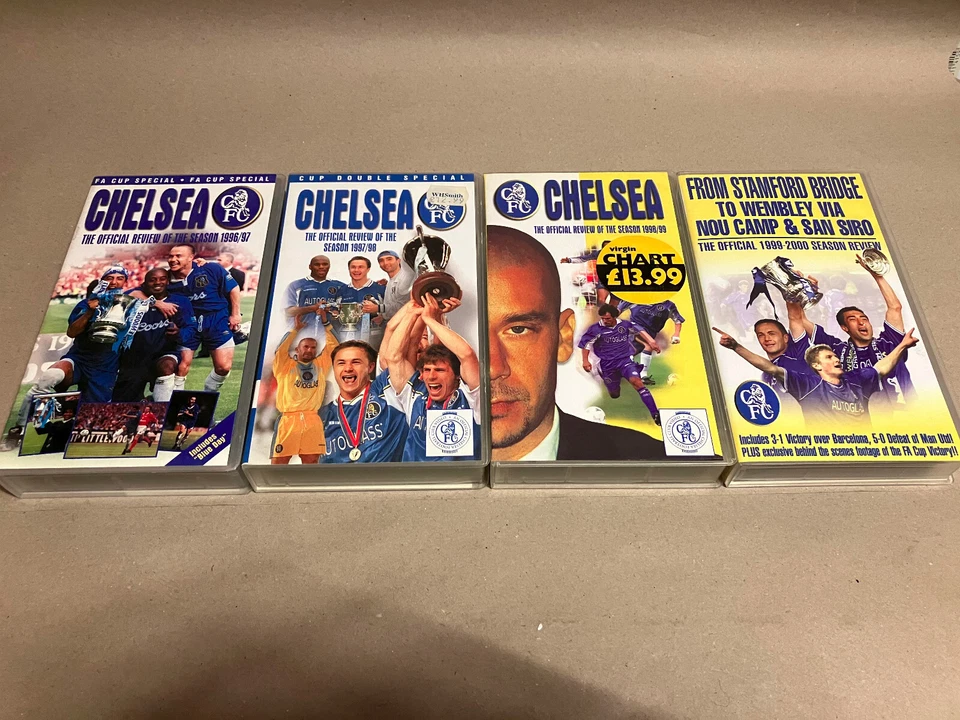 FA CUP SPECIAL • FA CUP SPECIAL
CHELSEA
THE OFFICIAL REVIEW OF THE SEASON 1996/97
Coors
Includes
"Blue Day"
CUP DOUBLE SPECIAL
WHSmith
CHELSEA
THE OFFICIAL REVIEW OF THE
SEASON 1997/98
AUTOGLASS
AUTOGLASS
CHELSEA
THE OFFICIAL REVIEW OF THE SEASON 1998/99
virgin
CHART
£13.99
FROM STAMFORD BRIDGE
TO WEMBLEY VIA
NOU CAMP & SAN SIRO
THE OFFICIAL 1999-2000 SEASON REVIEW
AUTOGLAS
CFC
Includes 3-1 Victory over Barcelona, 5-0 Defeat of Man Utd!
PLUS exclusive behind the scenes footage of the FA Cup Victory!!